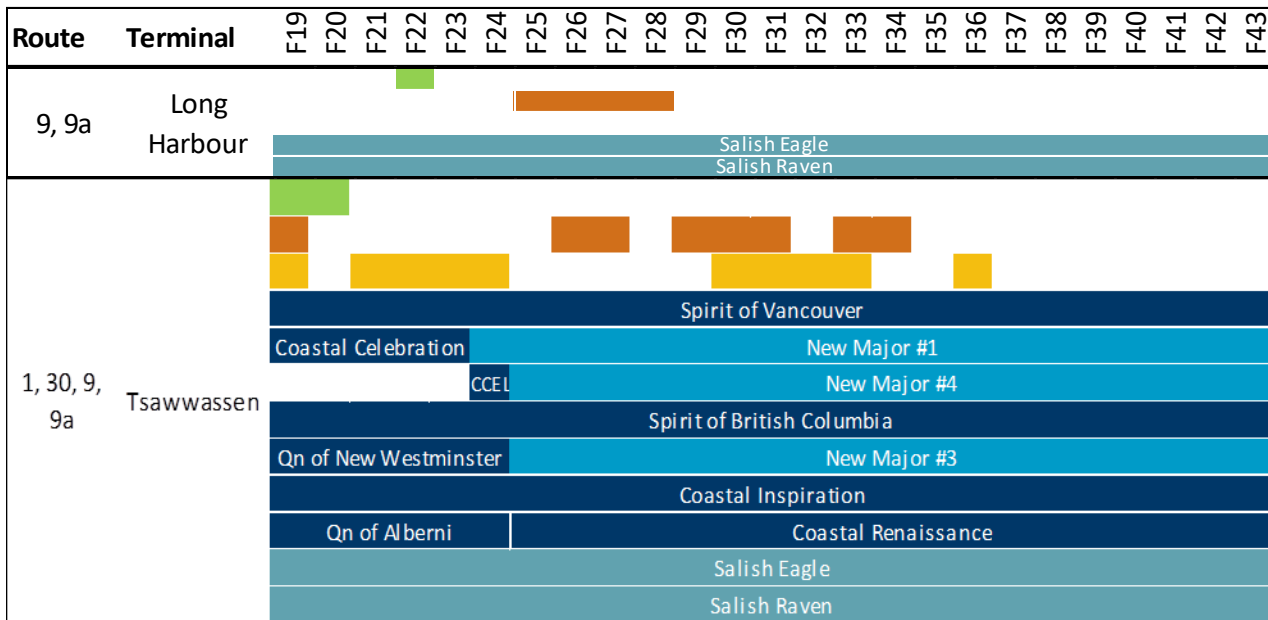 Route Terminal F19 F20 F21 F22 F23 F24 F25 F26 F27 F28 F29 F30 F31 F32 F33 F34 F35 F36 F37 F38 F39 F40 F41 F42 F43
9, 9a
Long
Harbour
Salish Eagle
Salish Raven
1, 30, 9,
9a
Tsawwassen
Spirit of Vancouver
Coastal Celebration New Major #1
CCEL New Major #4
Spirit of British Columbia
Qn of New Westminster New Major #3
Coastal Inspiration
Qn of Alberni Coastal Renaissance
Salish Eagle
Salish Raven